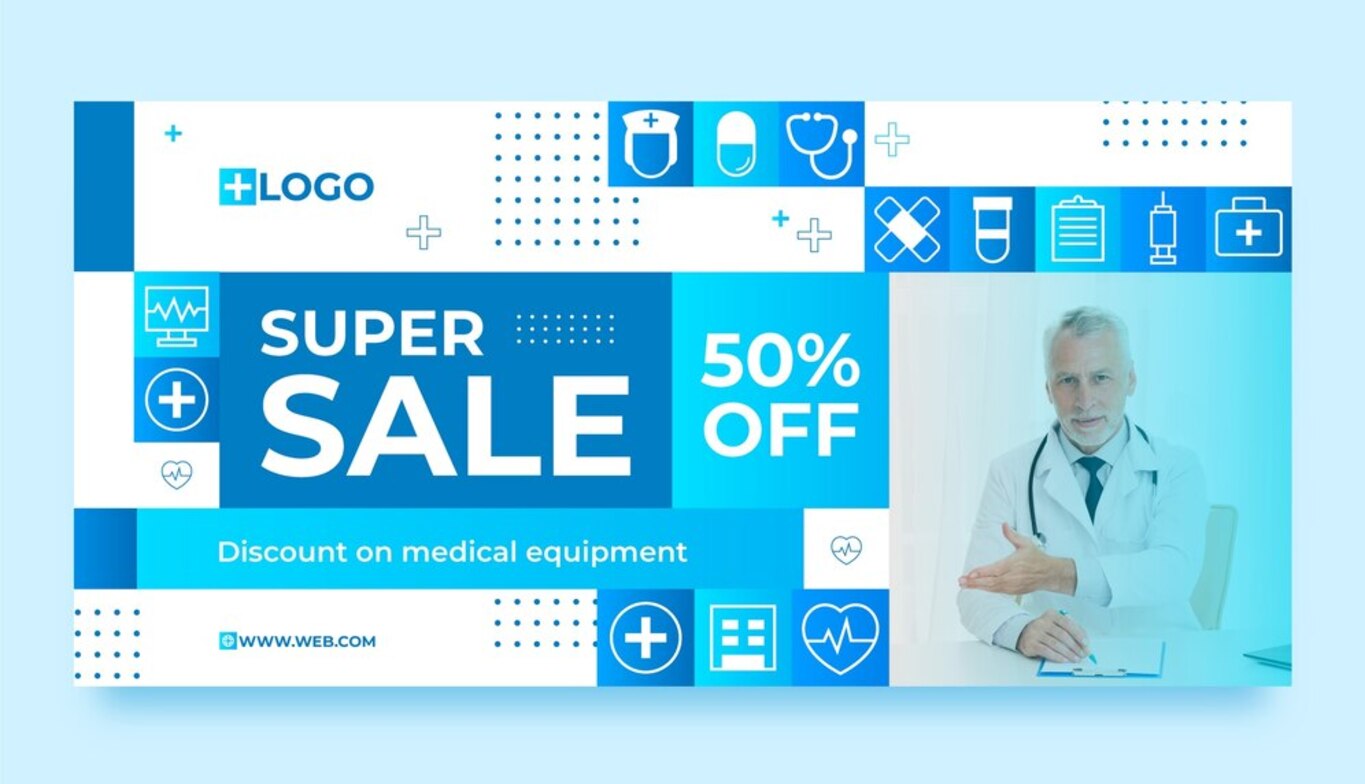 LOGO
SUPER
SALE
50%
OFF
Discount on medical equipment
WWW.WEB.COM